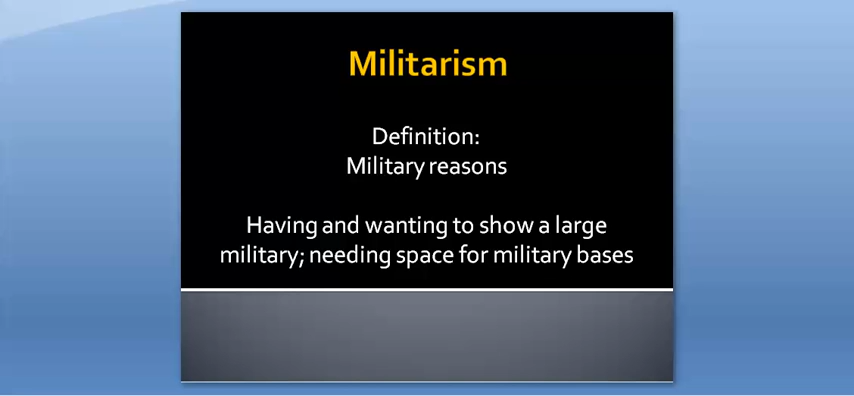 Militarism
Definition:
Military reasons
Having and wanting to show a large
military; needing space for military bases